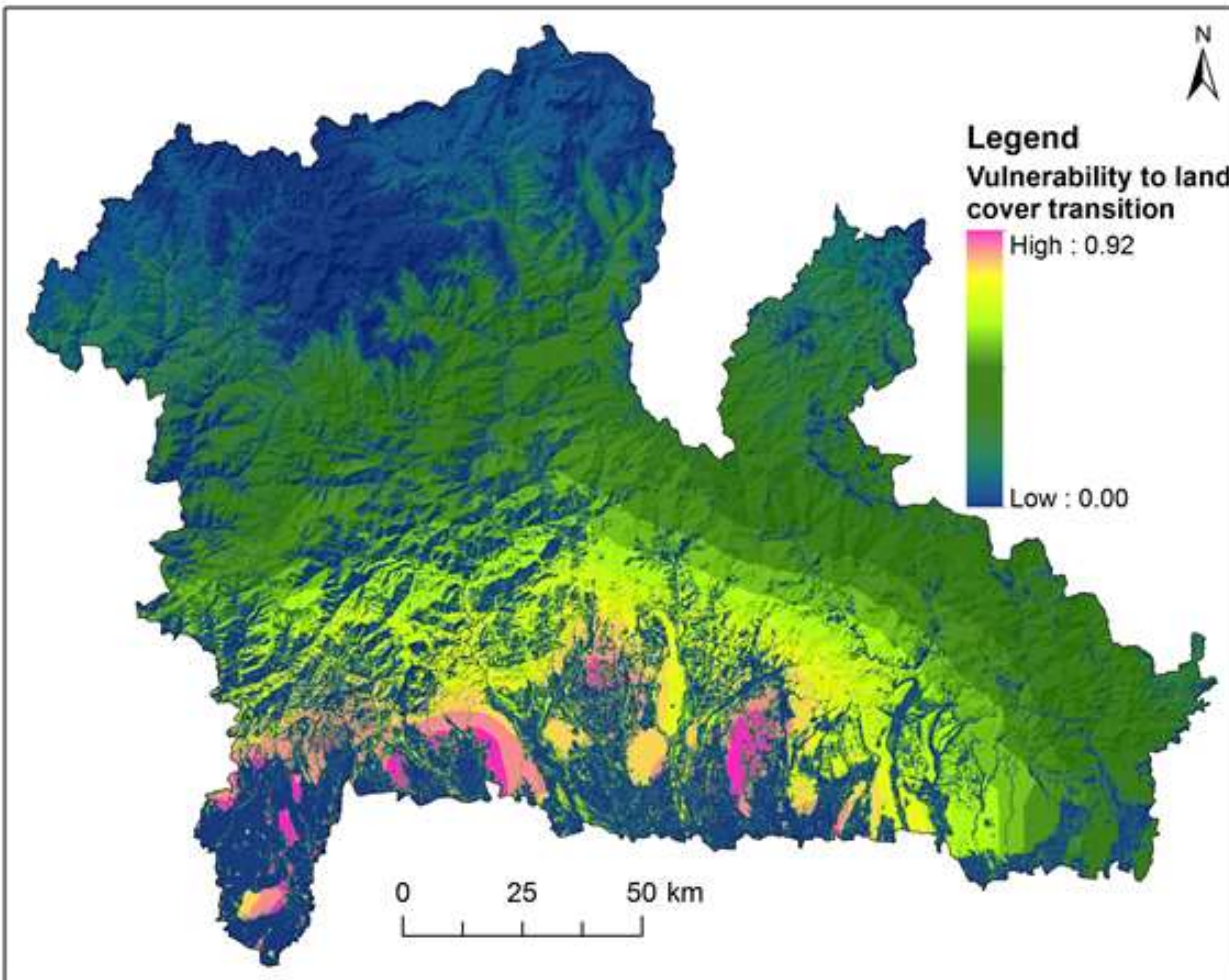 N
Legend
Vulnerability to land
cover transition
High : 0.92
Low : 0.00
0 25 50 km